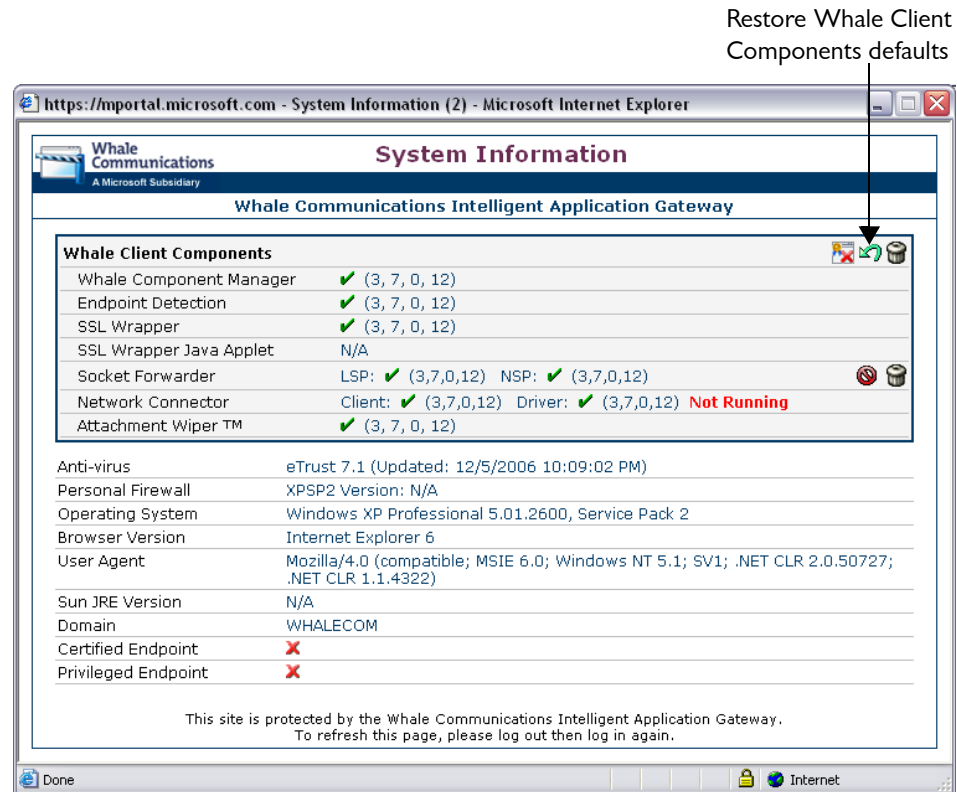 Restore Whale Client
Components defaults
https://mportal.microsoft.com - System Information (2) - Microsoft Internet Explorer
Whale
Communications
A Microsoft Subsidiary
System Information
Whale Communications Intelligent Application Gateway
Whale Client Components
Whale Component Manager (3, 7, 0, 12)
Endpoint Detection (3, 7, 0, 12)
SSL Wrapper (3, 7, 0, 12)
SSL Wrapper Java Applet N/A
Socket Forwarder LSP: (3,7,0,12) NSP: (3,7,0,12)
Network Connector Client: (3,7,0,12) Driver: (3,7,0,12) Not Running
Attachment Wiper TM (3, 7, 0, 12)
Anti-virus eTrust 7.1 (Updated: 12/5/2006 10:09:02 PM)
Personal Firewall XPSP2 Version: N/A
Operating System Windows XP Professional 5.01.2600, Service Pack 2
Browser Version Internet Explorer 6
User Agent Mozilla/4.0 (compatible; MSIE 6.0; Windows NT 5.1; SV1; .NET CLR 2.0.50727;
.NET CLR 1.1.4322)
Sun JRE Version N/A
Domain WHALECOM
Certified Endpoint
Privileged Endpoint
This site is protected by the Whale Communications Intelligent Application Gateway.
To refresh this page, please log out then log in again.
Done Internet